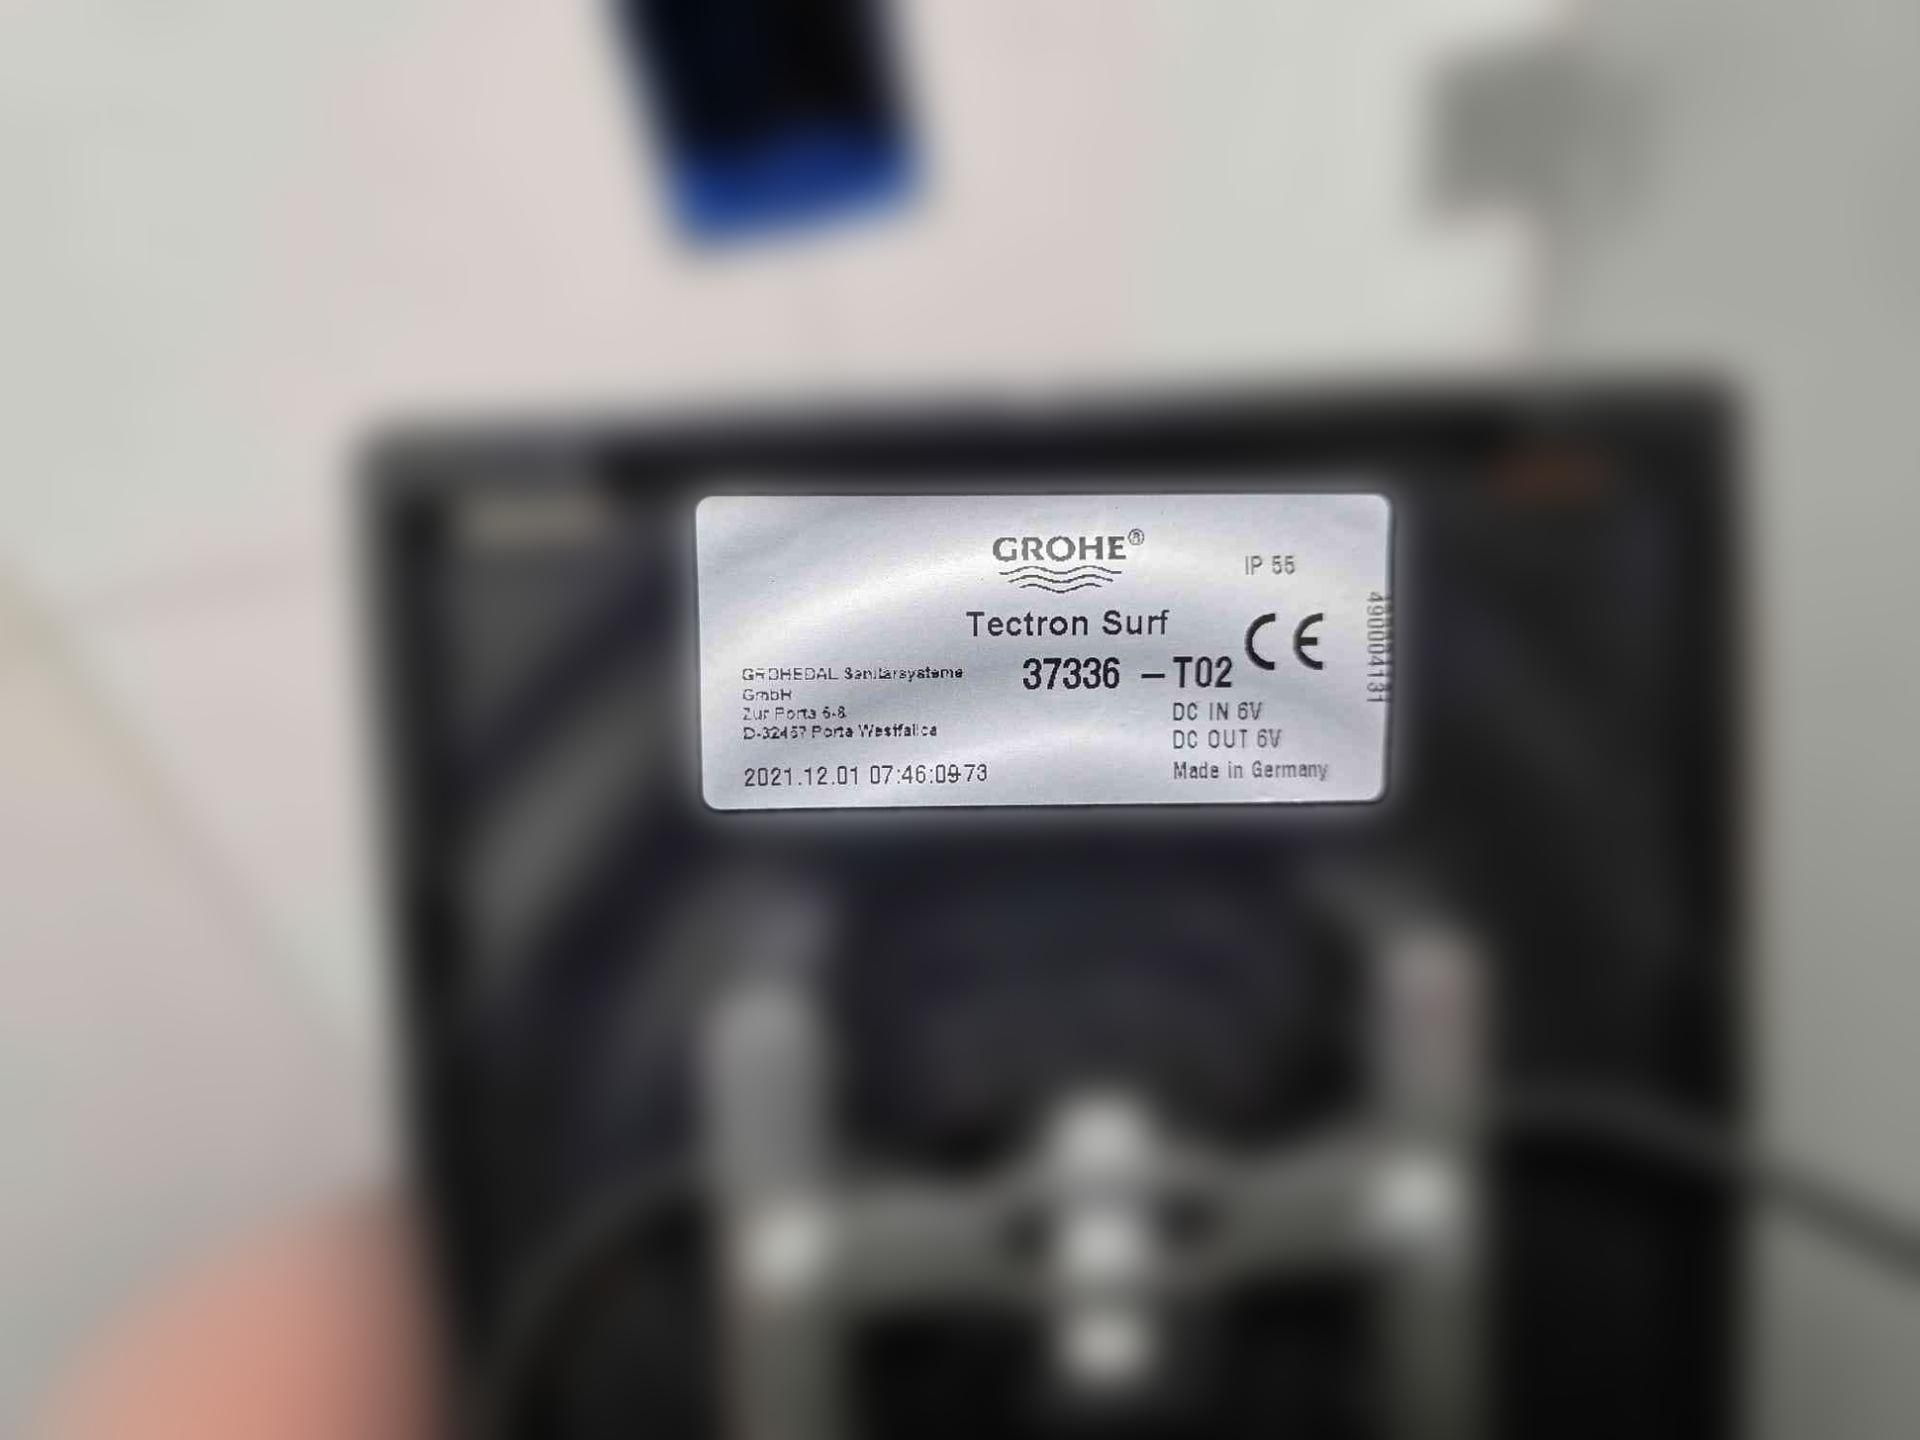 GROHE®
IP 55
Tectron Surf
37336 – T02
CE
GROHEDAL Sanitärsysteme
GmbH
Zur Porta 6-8
D-32457 Porta Westfalica
DC IN 6V
DC OUT 6V
2021.12.01 07:46:09-73
Made in Germany
490004131